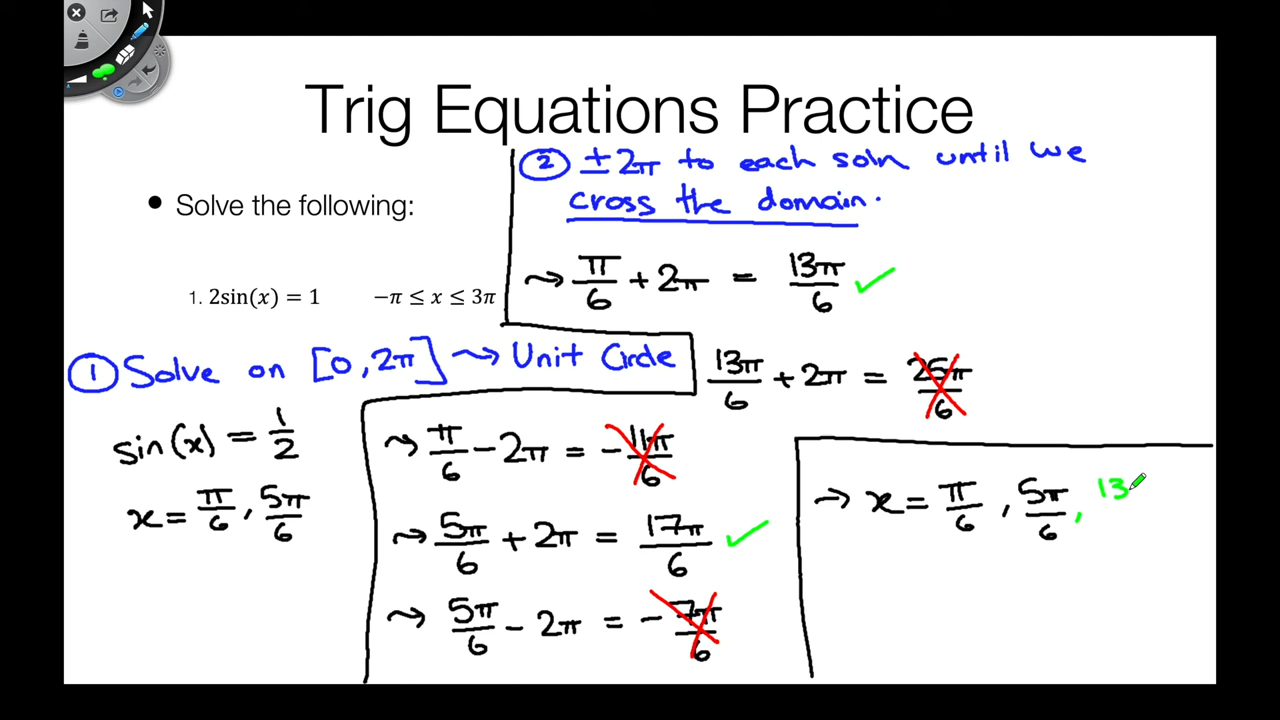 Trig Equations Practice
• Solve the following:
1. 2sin(x) = 1 −π ≤ x ≤ 3π
① Solve on [0, 2π] ⇝ Unit Circle
sin(x) = 1/2
x = π/6, 5π/6
② ±2π to each soln until we
cross the domain.
⇝ π/6 + 2π = 13π/6 ✓
13π/6 + 2π = 25π/6
⇝ π/6 − 2π = −11π/6
⇝ 5π/6 + 2π = 17π/6 ✓
⇝ 5π/6 − 2π = −7π/6
→ x = π/6, 5π/6, 13